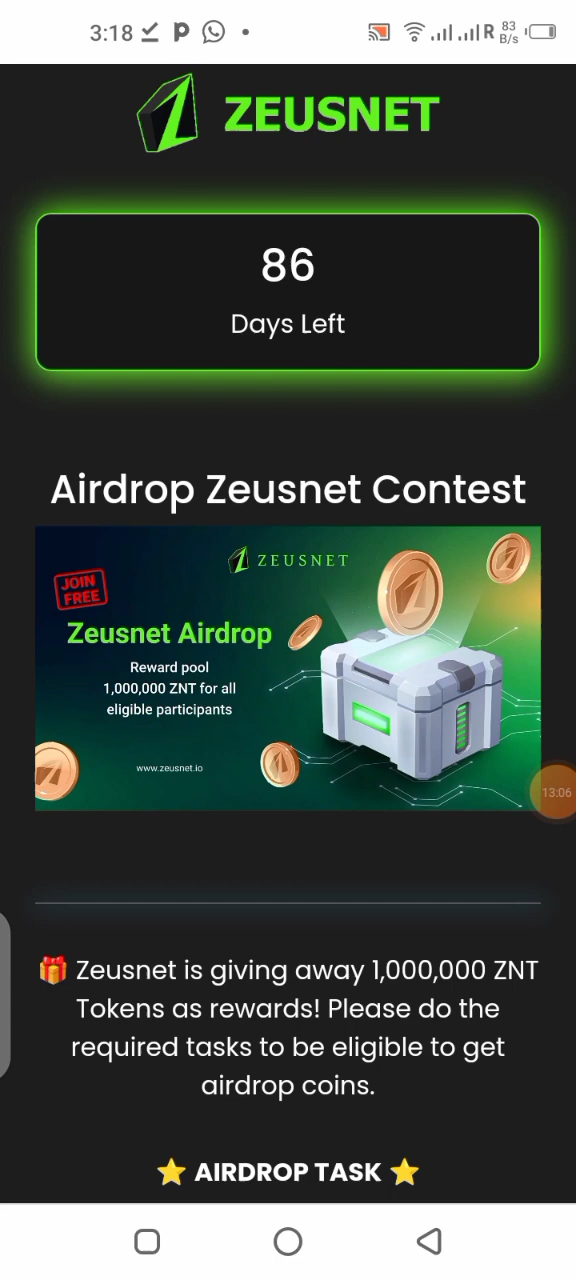 3:18
R 83 B/s
ZEUSNET
86
Days Left
Airdrop Zeusnet Contest
ZEUSNET
JOIN
FREE
Zeusnet Airdrop
Reward pool
1,000,000 ZNT for all
eligible participants
www.zeusnet.io
13:06
🎁 Zeusnet is giving away 1,000,000 ZNT
Tokens as rewards! Please do the
required tasks to be eligible to get
airdrop coins.
⭐ AIRDROP TASK ⭐